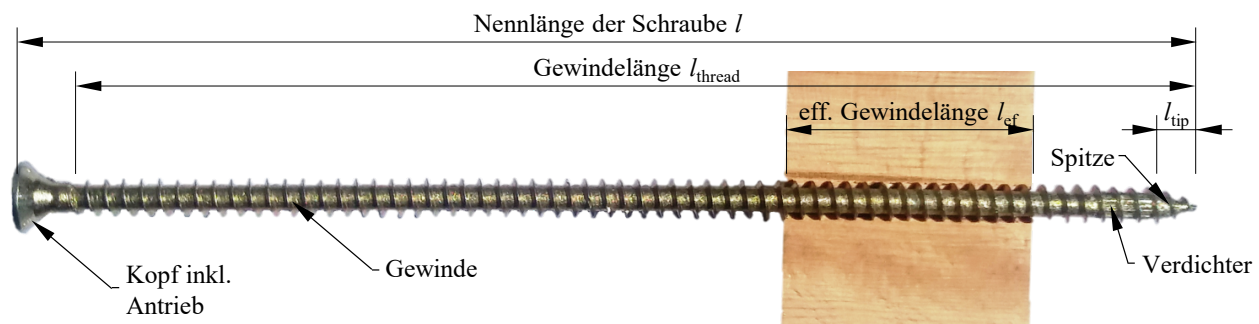 Nennlänge der Schraube l
Gewindelänge lthread
eff. Gewindelänge lef
ltip
Spitze
Kopf inkl.
Antrieb
Gewinde
Verdichter